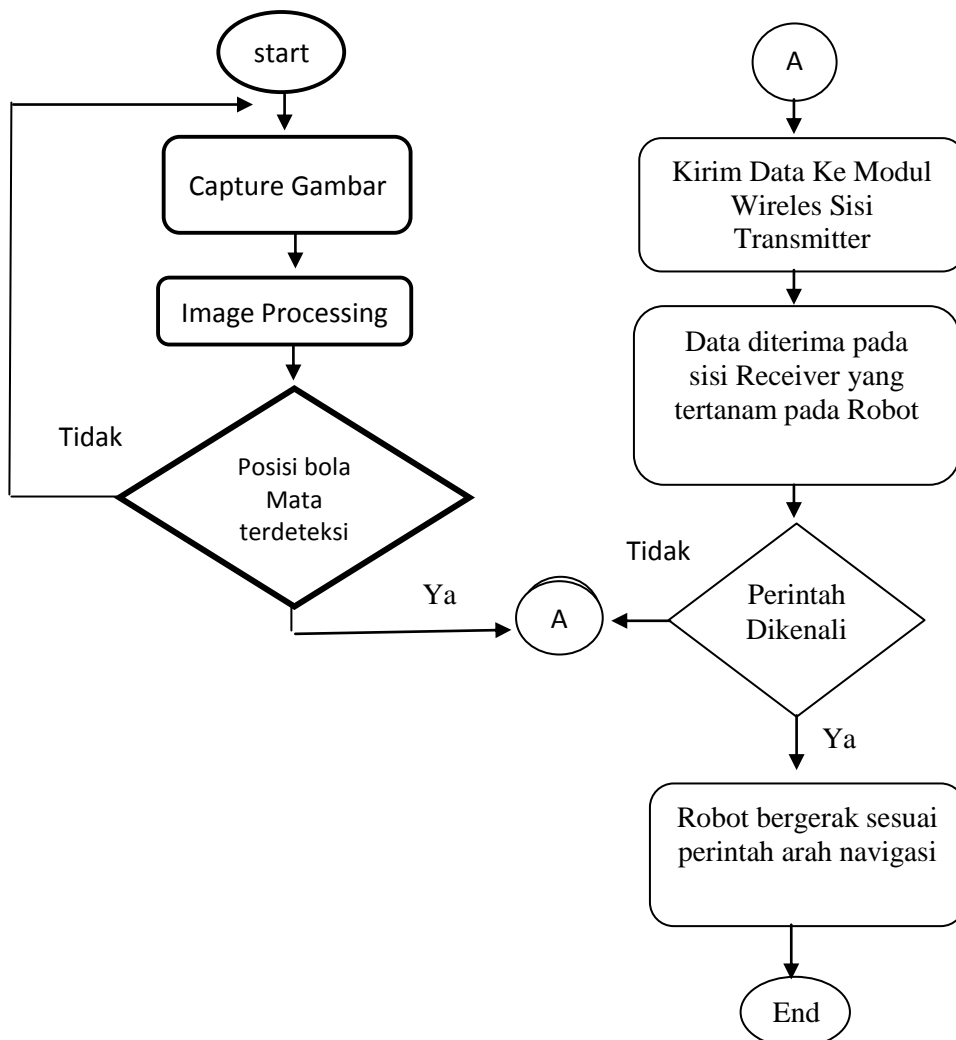 start
Capture Gambar
Image Processing
Tidak
Posisi bola
Mata
terdeteksi
Ya
A
A
Kirim Data Ke Modul
Wireles Sisi
Transmitter
Data diterima pada
sisi Receiver yang
tertanam pada Robot
Tidak
Perintah
Dikenali
Ya
Robot bergerak sesuai
perintah arah navigasi
End